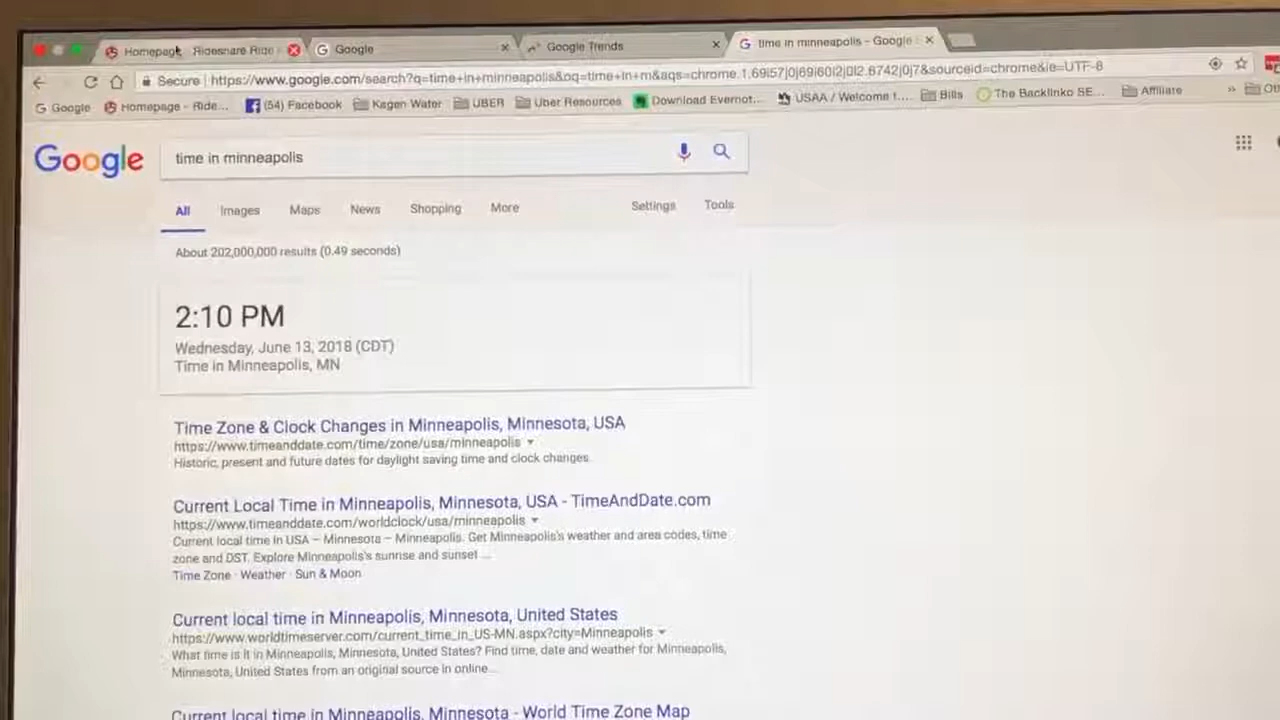 Homepage Ridesnare Ride
Google
Google Trends
time in minneapolis - Google
Secure | https://www.google.com/search?q=time+in+minneapolis&oq=time+in+m&aqs=chrome.1.69i57j0j69i60l2j0l2.6742j0j7&sourceid=chrome&ie=UTF-8
Google Homepage - Ride... (54) Facebook Kagen Water UBER Uber Resources Download Evernot... USAA / Welcome t.... Bills The Backlinko SE... Affiliate »
Google time in minneapolis
All Images Maps News Shopping More Settings Tools
About 202,000,000 results (0.49 seconds)
2:10 PM
Wednesday, June 13, 2018 (CDT)
Time in Minneapolis, MN
Time Zone & Clock Changes in Minneapolis, Minnesota, USA
https://www.timeanddate.com/time/zone/usa/minneapolis
Historic, present and future dates for daylight saving time and clock changes.
Current Local Time in Minneapolis, Minnesota, USA - TimeAndDate.com
https://www.timeanddate.com/worldclock/usa/minneapolis
Current local time in USA – Minnesota – Minneapolis. Get Minneapolis's weather and area codes, time
zone and DST. Explore Minneapolis's sunrise and sunset ...
Time Zone · Weather · Sun & Moon
Current local time in Minneapolis, Minnesota, United States
https://www.worldtimeserver.com/current_time_in_US-MN.aspx?city=Minneapolis
What time is it in Minneapolis, Minnesota, United States? Find time, date and weather for Minneapolis,
Minnesota, United States from an original source in online...
Current local time in Minneapolis, Minnesota - World Time Zone Map